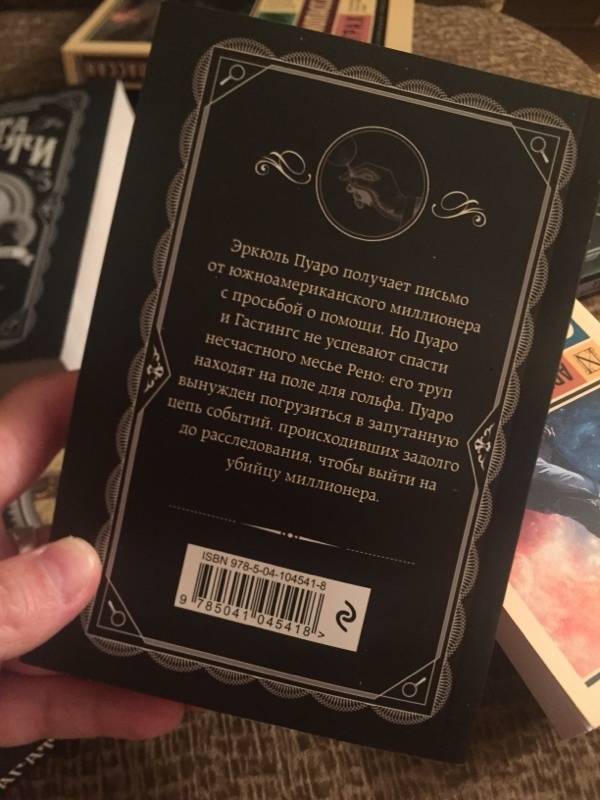 Эркюль Пуаро получает письмо
от южноамериканского миллионера
с просьбой о помощи. Но Пуаро
и Гастингс не успевают спасти
несчастного месье Рено: его труп
находят на поле для гольфа. Пуаро
вынужден погрузиться в запутанную
цепь событий, происходивших задолго
до расследования, чтобы выйти на
убийцу миллионера.
ISBN 978-5-04-104541-8
9 785041 045418 >